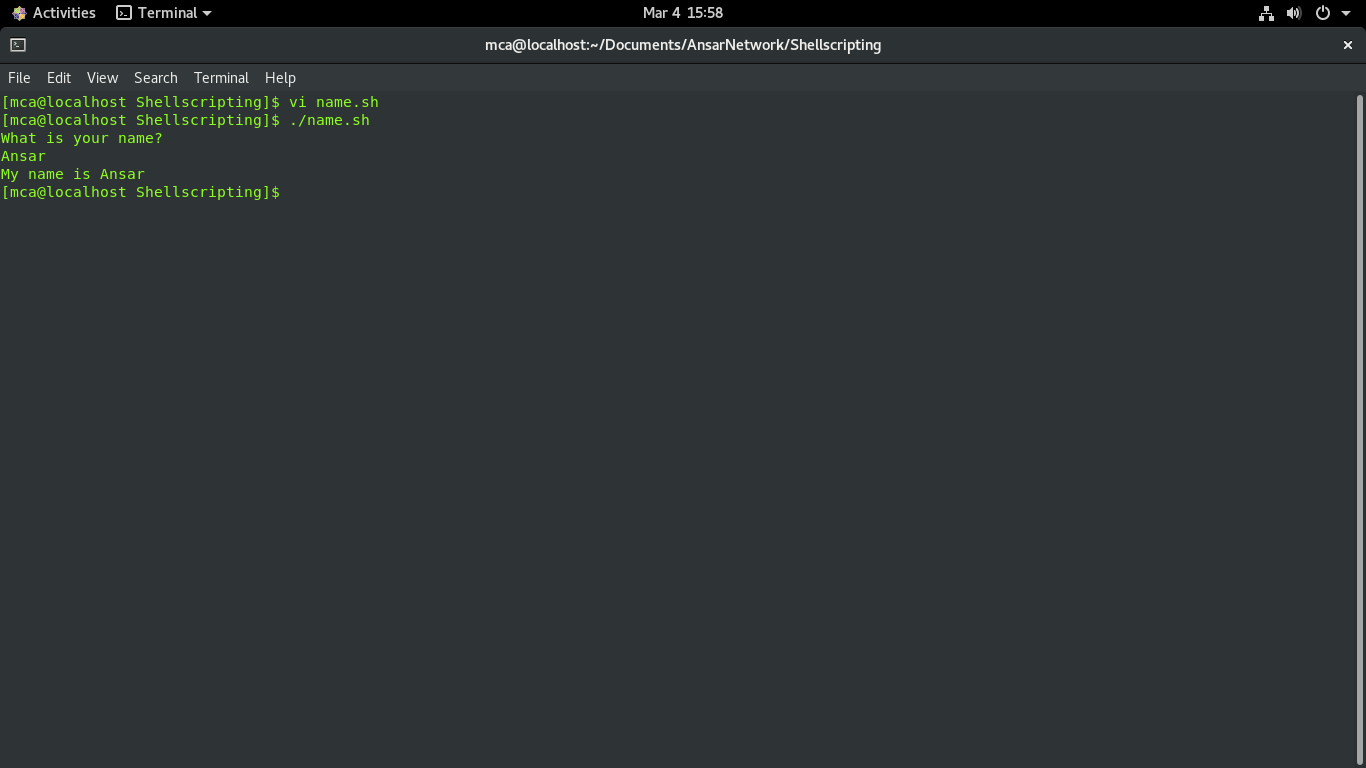 Activities Terminal Mar 4 15:58
mca@localhost:~/Documents/AnsarNetwork/Shellscripting
File Edit View Search Terminal Help
[mca@localhost Shellscripting]$ vi name.sh
[mca@localhost Shellscripting]$ ./name.sh
What is your name?
Ansar
My name is Ansar
[mca@localhost Shellscripting]$